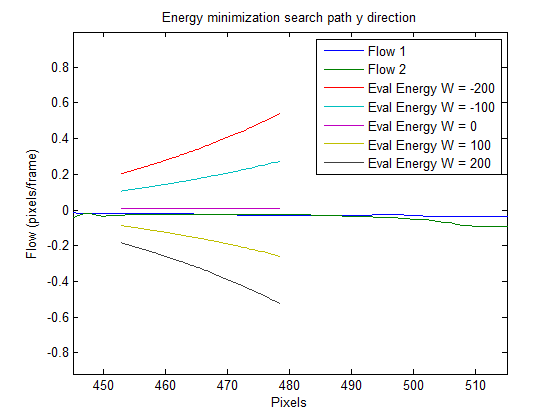 Energy minimization search path y direction
Flow 1
Flow 2
Eval Energy W = -200
Eval Energy W = -100
Eval Energy W = 0
Eval Energy W = 100
Eval Energy W = 200
0.8
0.6
0.4
0.2
0
-0.2
-0.4
-0.6
-0.8
Flow (pixels/frame)
450 460 470 480 490 500 510
Pixels